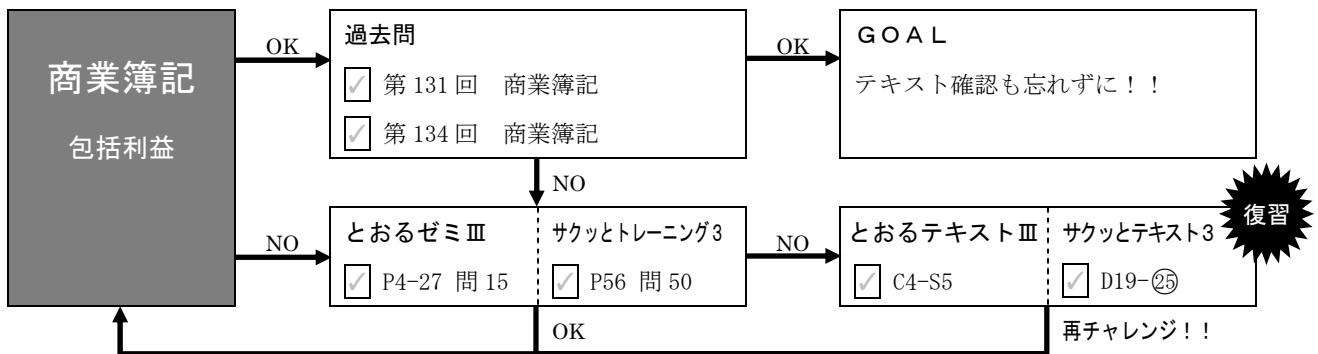 商業簿記
包括利益
OK
過去問
✓ 第131回　商業簿記
✓ 第134回　商業簿記
OK
ＧＯＡＬ
テキスト確認も忘れずに！！
NO
NO
とおるゼミⅢ
✓ P4-27 問15
サクッとトレーニング3
✓ P56 問50
NO
とおるテキストⅢ
✓ C4-S5
サクッとテキスト3
✓ D19-㉕
復習
OK
再チャレンジ！！